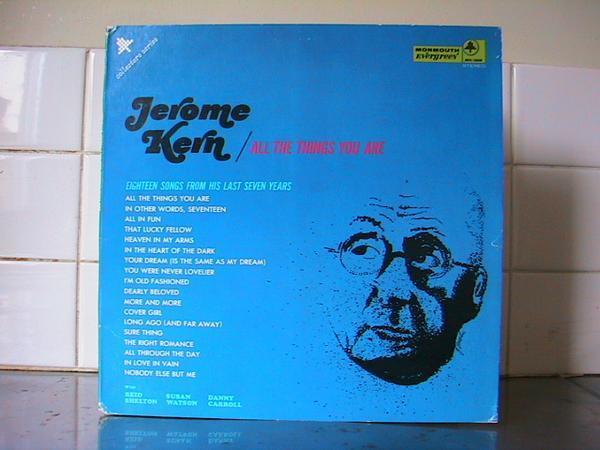 collectors series
MONMOUTH
Evergreen
STEREO
Jerome
Kern / ALL THE THINGS YOU ARE
EIGHTEEN SONGS FROM HIS LAST SEVEN YEARS
ALL THE THINGS YOU ARE
IN OTHER WORDS, SEVENTEEN
ALL IN FUN
THAT LUCKY FELLOW
HEAVEN IN MY ARMS
IN THE HEART OF THE DARK
YOUR DREAM (IS THE SAME AS MY DREAM)
YOU WERE NEVER LOVELIER
I'M OLD FASHIONED
DEARLY BELOVED
MORE AND MORE
COVER GIRL
LONG AGO (AND FAR AWAY)
SURE THING
THE RIGHT ROMANCE
ALL THROUGH THE DAY
IN LOVE IN VAIN
NOBODY ELSE BUT ME
With
REID SUSAN DANNY
SHELTON WATSON CARROLL